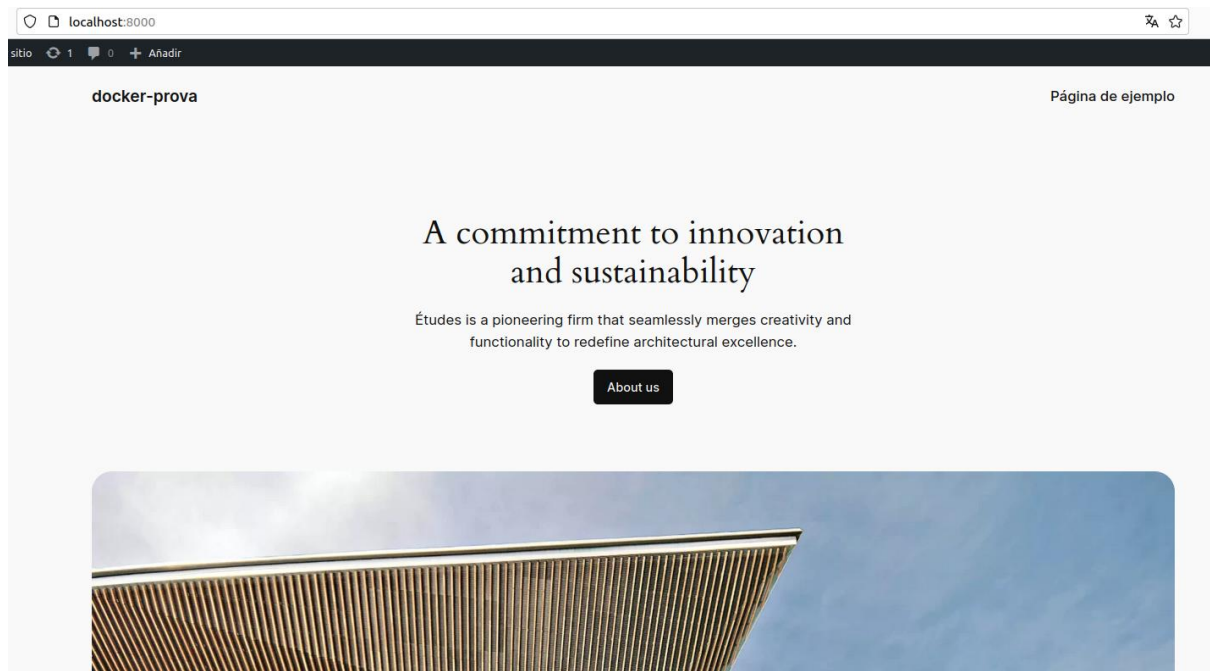 localhost:8000
sitio 1 0 + Añadir
docker-prova
Página de ejemplo
A commitment to innovation
and sustainability
Études is a pioneering firm that seamlessly merges creativity and
functionality to redefine architectural excellence.
About us